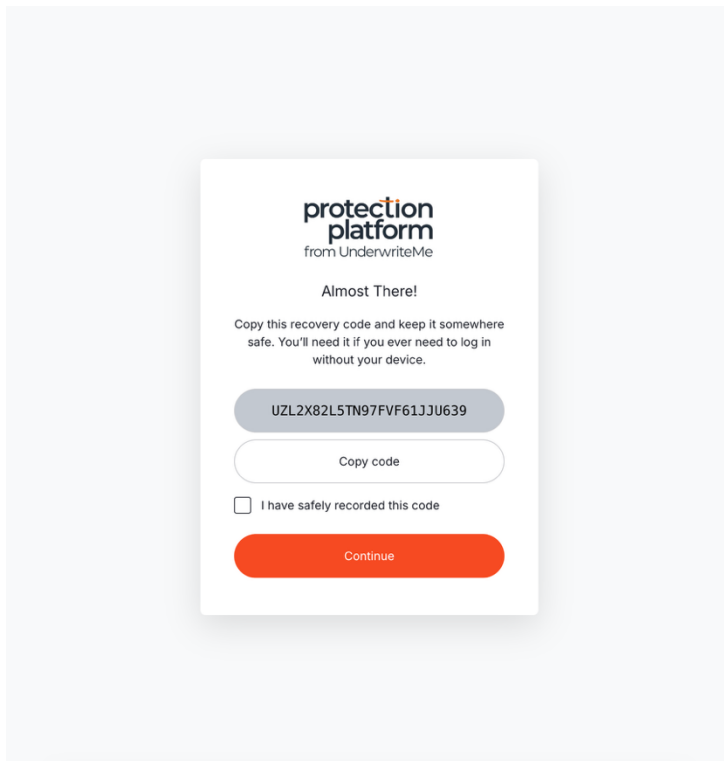 protection
platform
from UnderwriteMe
Almost There!
Copy this recovery code and keep it somewhere
safe. You’ll need it if you ever need to log in
without your device.
UZL2X82L5TN97FVF61JJU639
Copy code
I have safely recorded this code
Continue